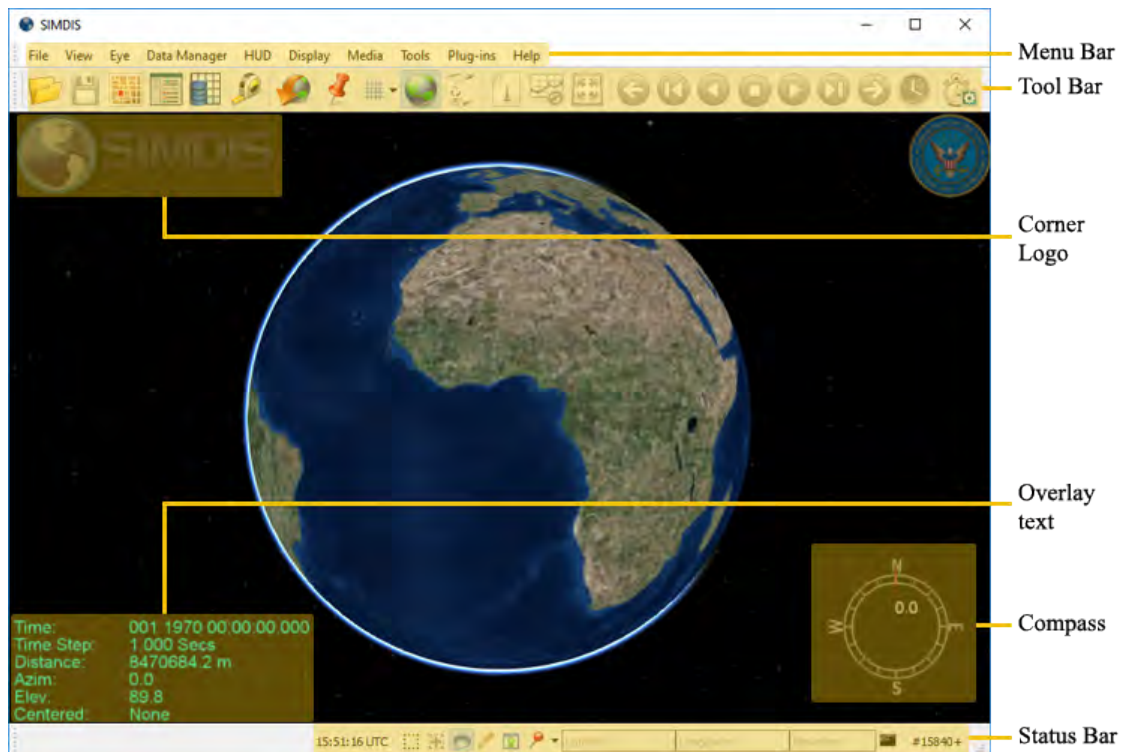 SIMDIS
File View Eye Data Manager HUD Display Media Tools Plug-ins Help
Menu Bar
Tool Bar
SIMDIS
Corner
Logo
Overlay
text
N
0.0
W E
S
Compass
Time: 001 1970 00:00:00.000
Time Step: 1.000 Secs
Distance: 8470684.2 m
Azim: 0.0
Elev: 89.8
Centered: None
15:51:16 UTC #15840+
Status Bar